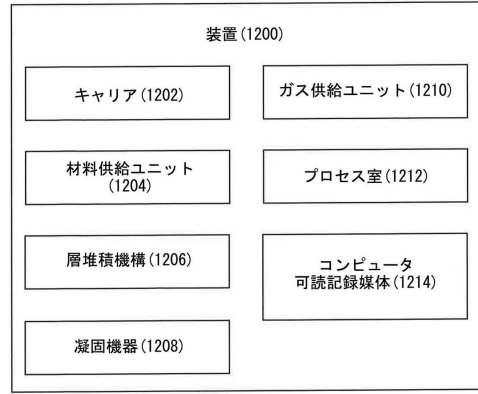 装置(1200)
キャリア(1202)
ガス供給ユニット(1210)
材料供給ユニット
(1204)
プロセス室(1212)
層堆積機構(1206)
コンピュータ
可読記録媒体(1214)
凝固機器(1208)